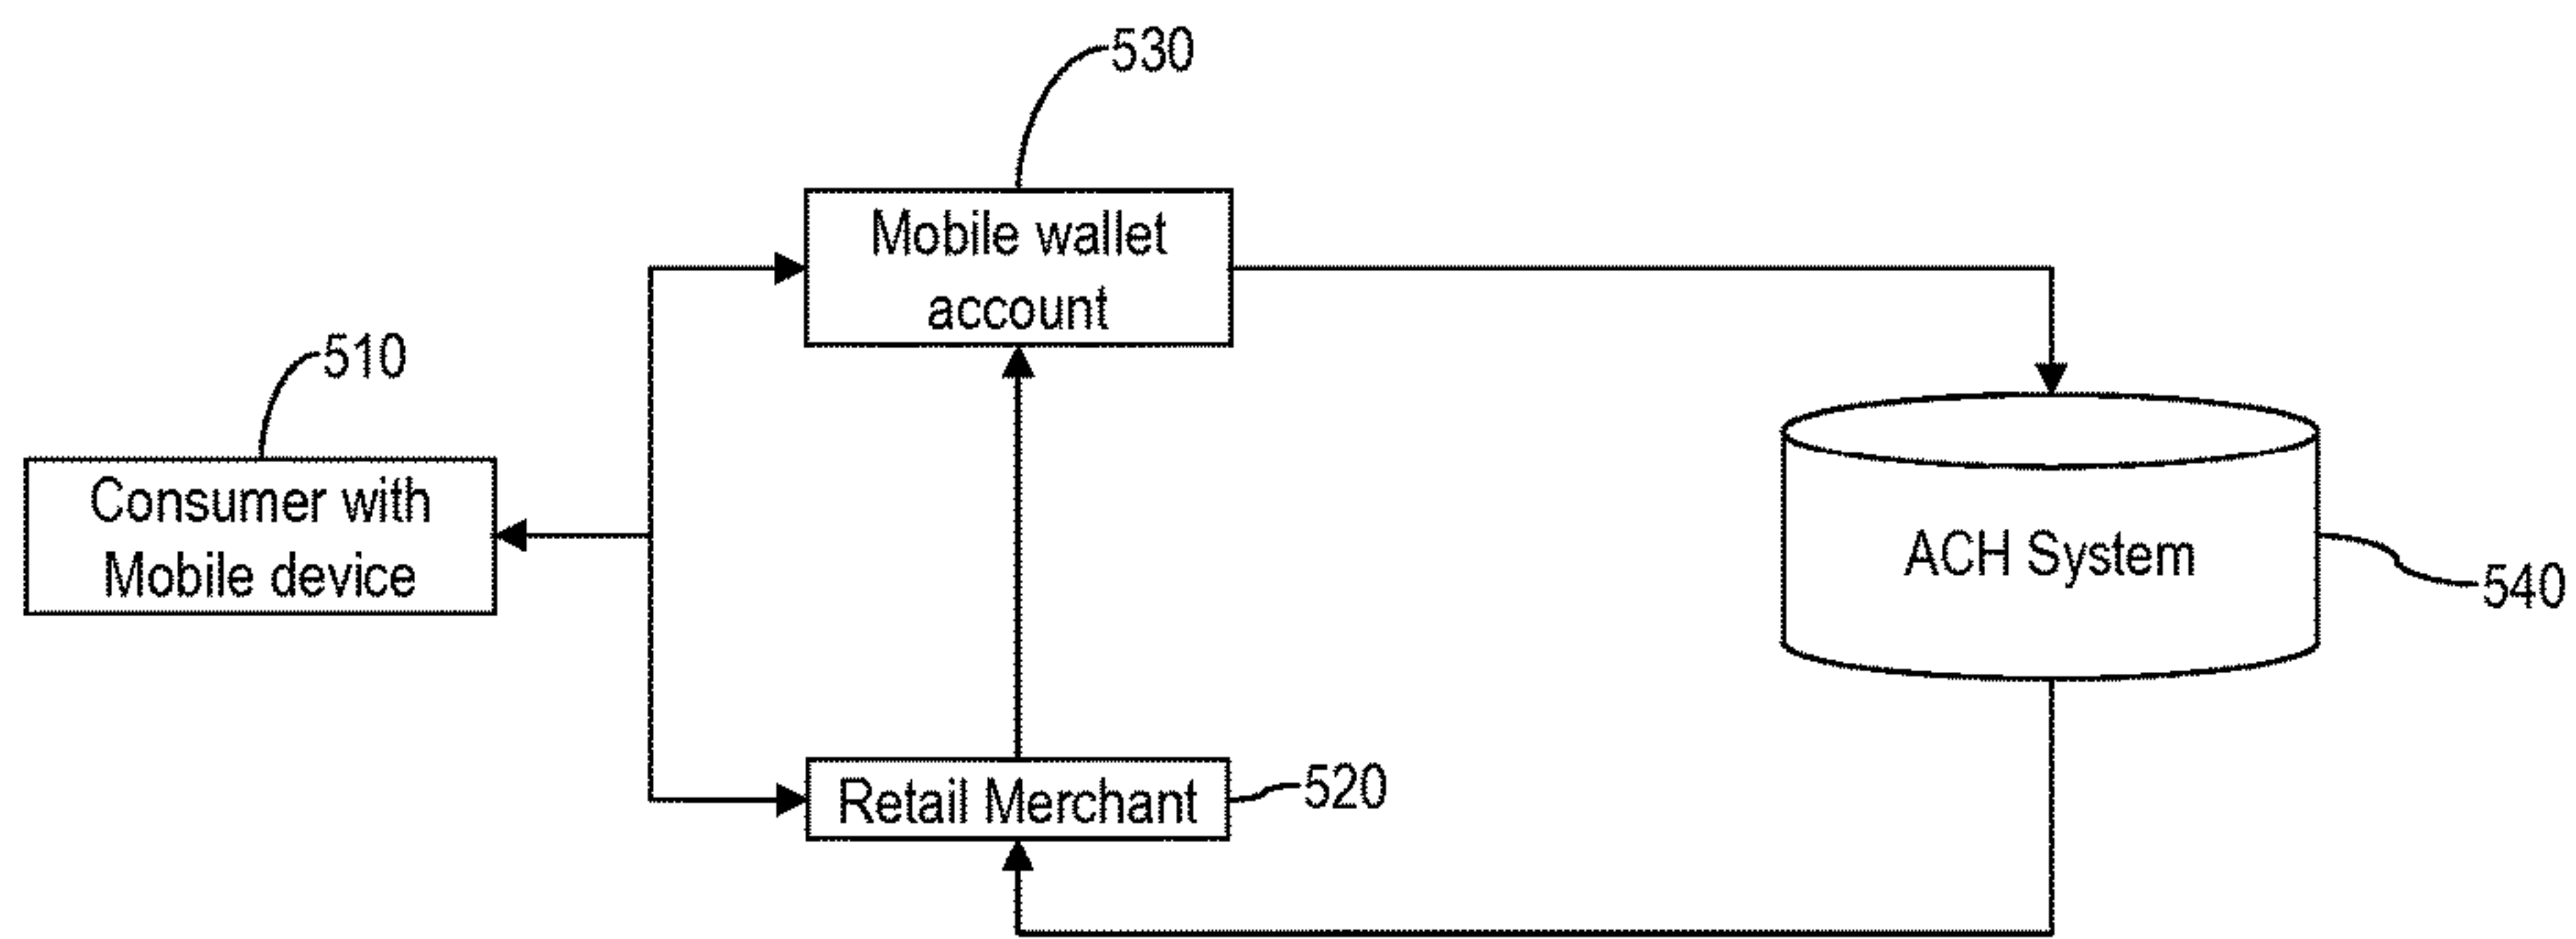 530
Mobile wallet
account
510
Consumer with
Mobile device
ACH System
540
Retail Merchant
520